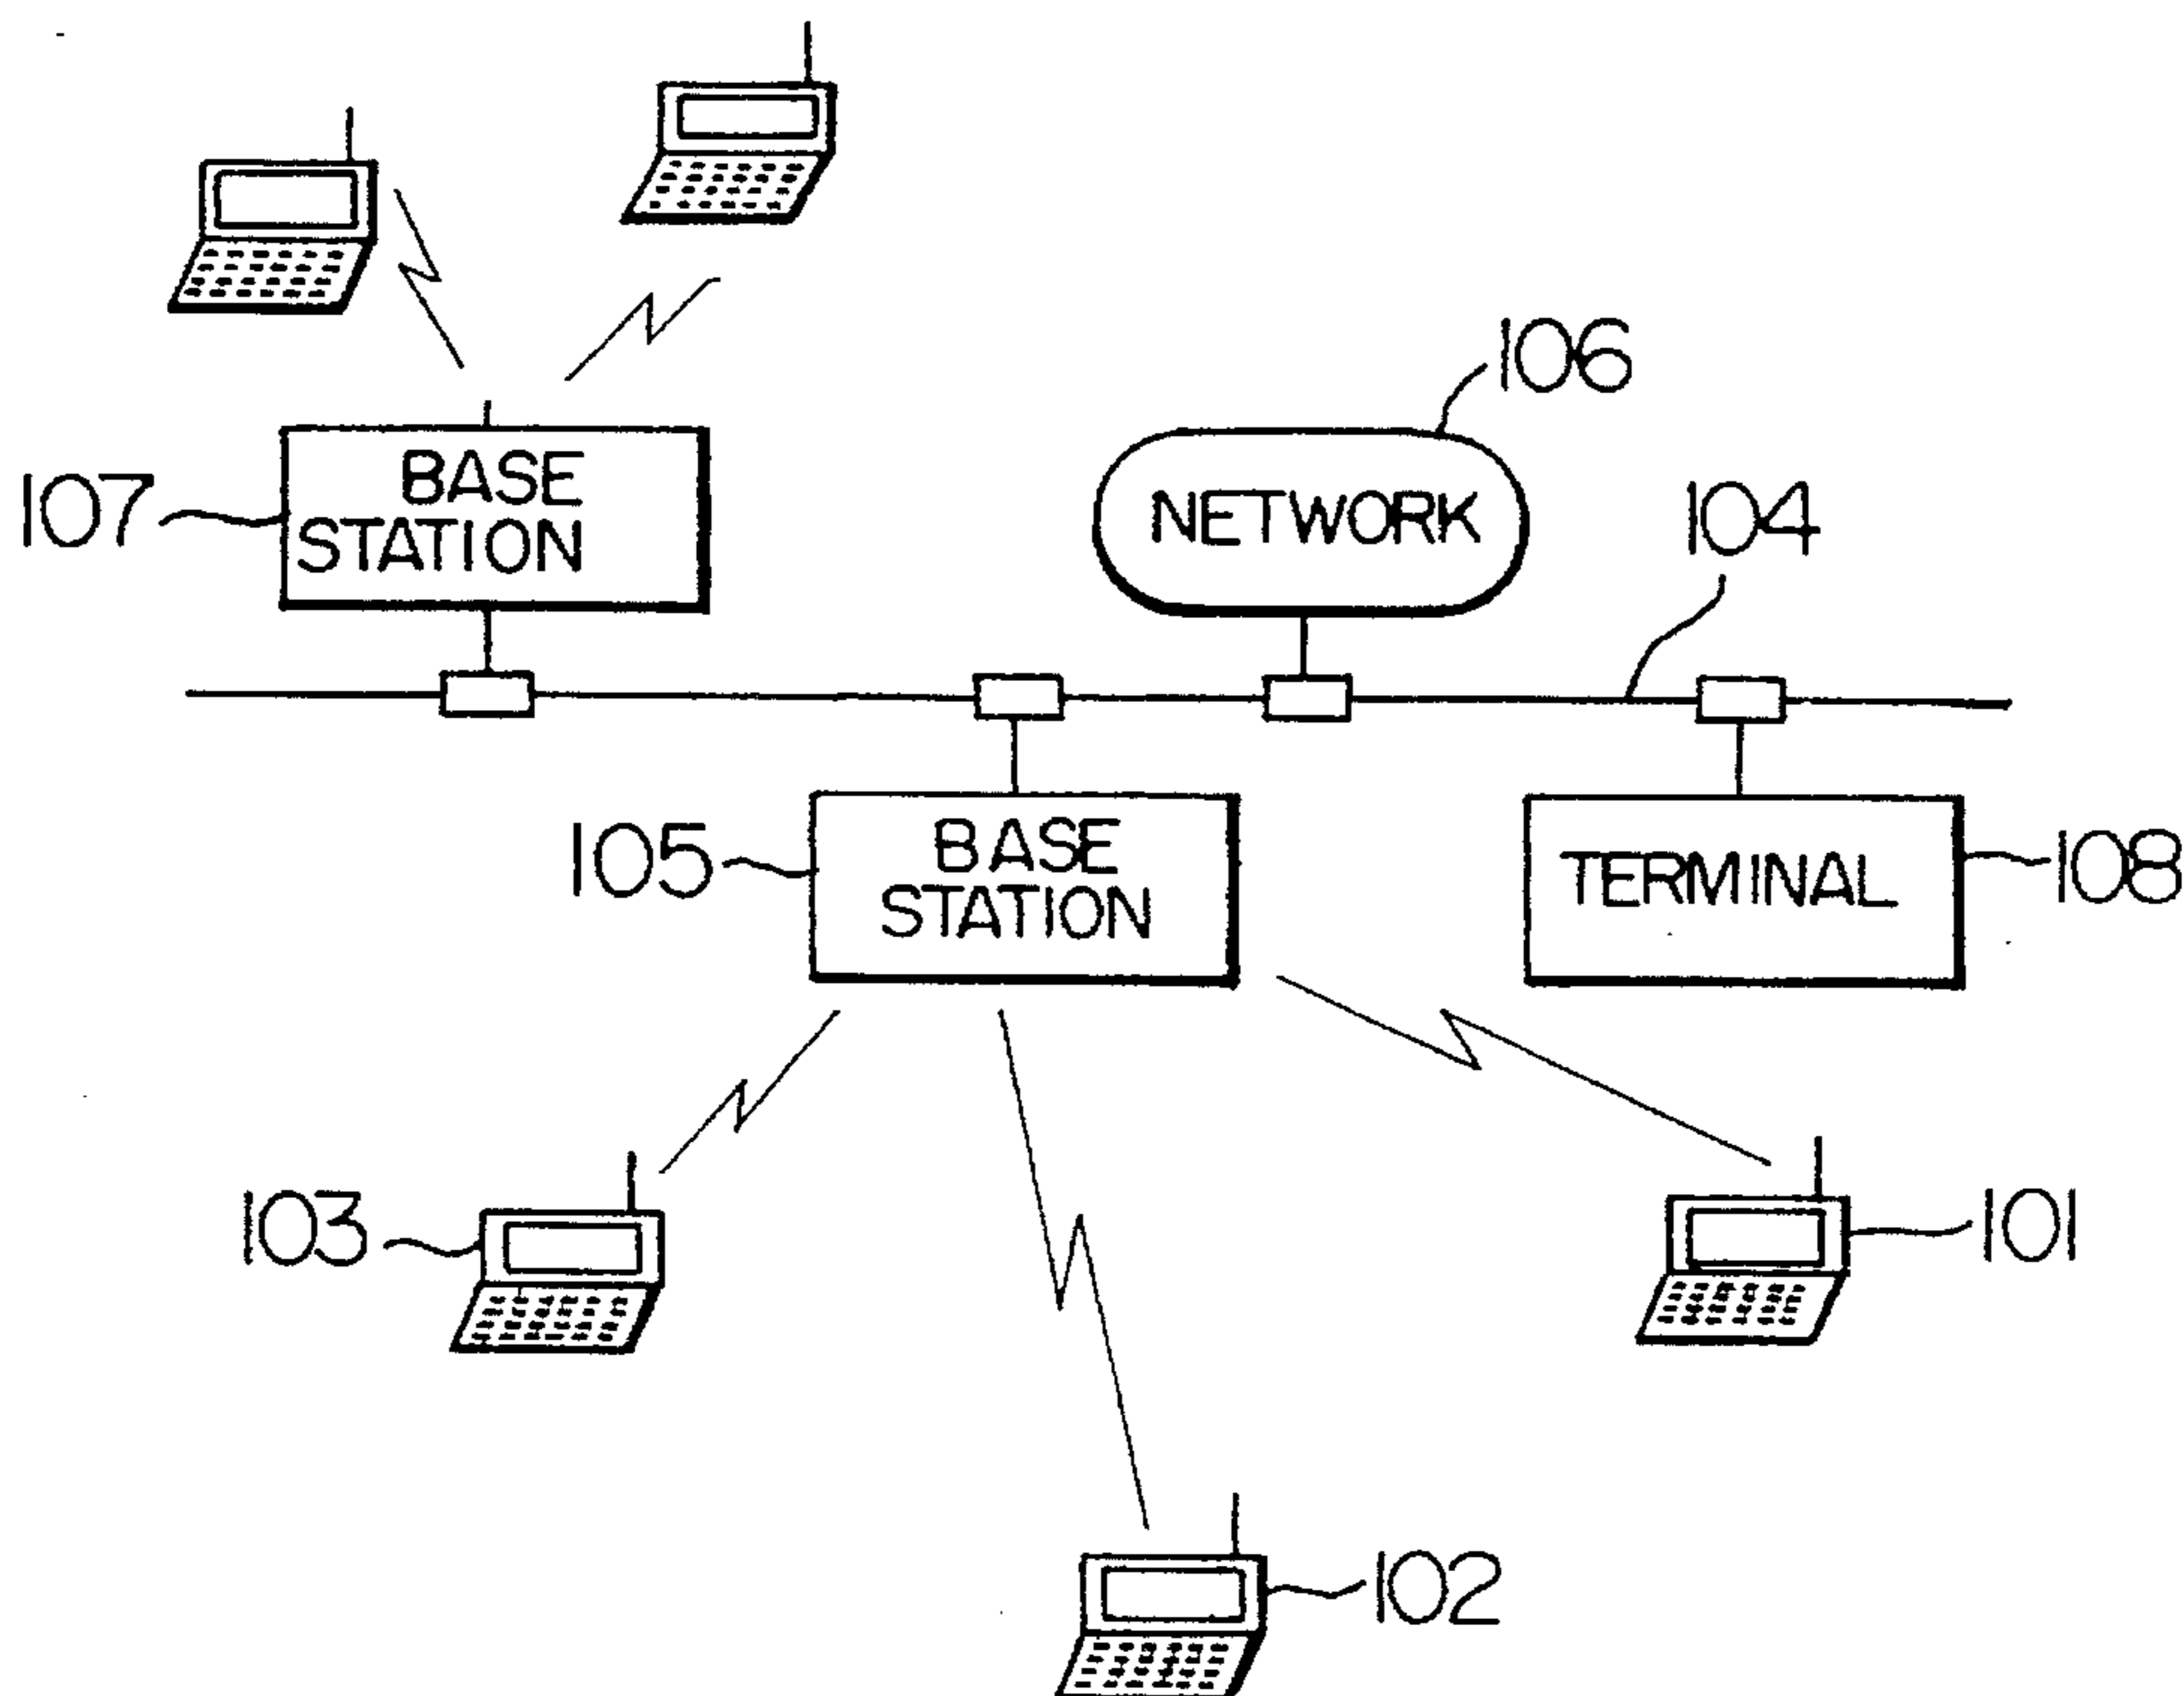 106
107
BASE
STATION
NETWORK
104
105
BASE
STATION
TERMINAL
108
103
101
102